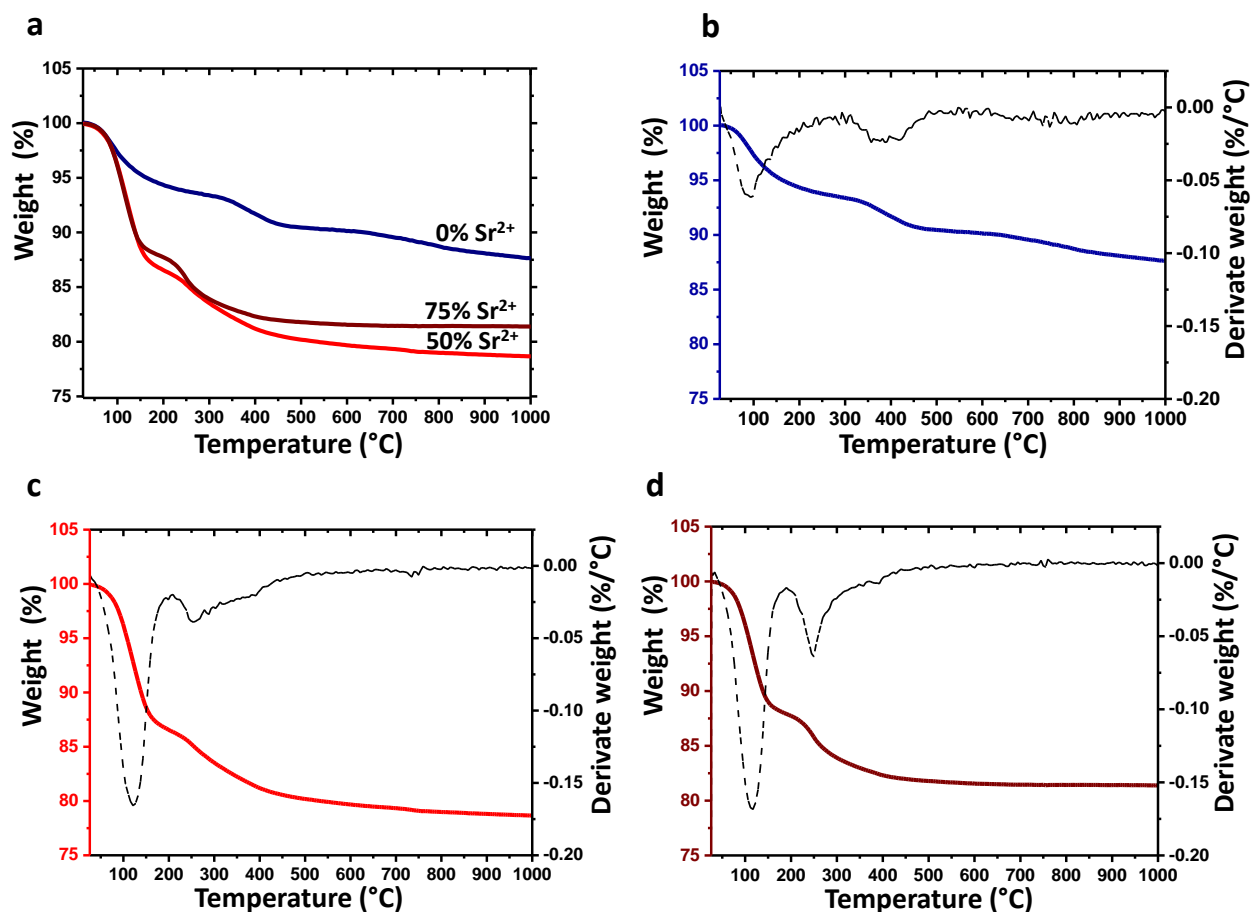 a
105
100
95
90
85
80
75
Weight (%)
0% Sr²⁺
75% Sr²⁺
50% Sr²⁺
100 200 300 400 500 600 700 800 900 1000
Temperature (°C)
b
105
100
95
90
85
80
75
Weight (%)
0.00
-0.05
-0.10
-0.15
-0.20
Derivate weight (%/°C)
100 200 300 400 500 600 700 800 900 1000
Temperature (°C)
c
105
100
95
90
85
80
75
Weight (%)
0.00
-0.05
-0.10
-0.15
-0.20
Derivate weight (%/°C)
100 200 300 400 500 600 700 800 900 1000
Temperature (°C)
d
105
100
95
90
85
80
75
Weight (%)
0.00
-0.05
-0.10
-0.15
-0.20
Derivate weight (%/°C)
100 200 300 400 500 600 700 800 900 1000
Temperature (°C)